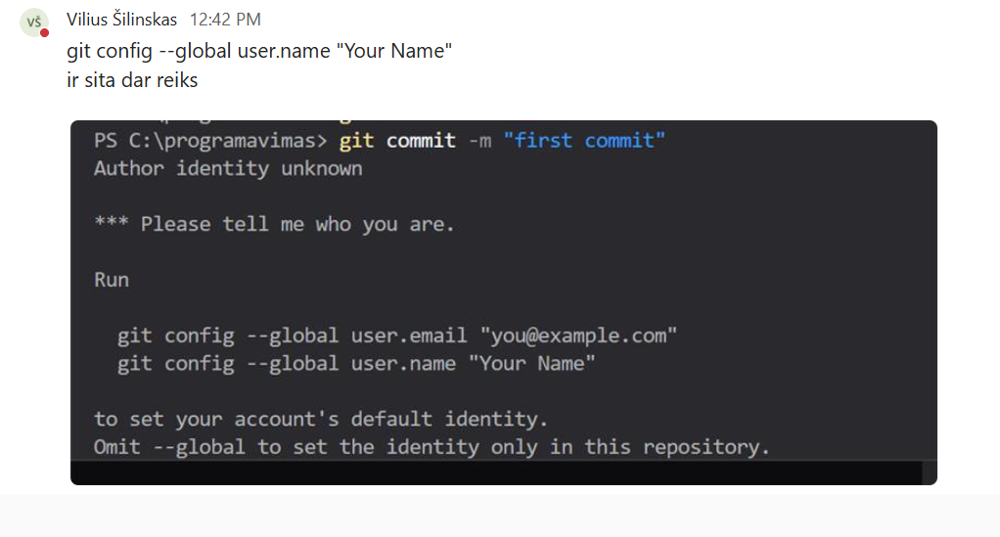 VŠ
Vilius Šilinskas 12:42 PM
git config --global user.name "Your Name"
ir sita dar reiks
PS C:\programavimas> git commit -m "first commit"
Author identity unknown
*** Please tell me who you are.
Run
git config --global user.email "you@example.com"
git config --global user.name "Your Name"
to set your account's default identity.
Omit --global to set the identity only in this repository.